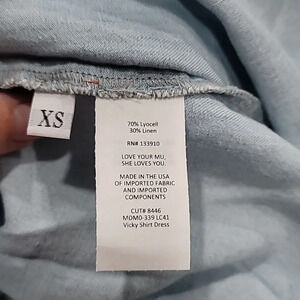 XS
70% Lyocell
30% Linen
RN# 133910
LOVE YOUR MU,
SHE LOVES YOU.
MADE IN THE USA
OF IMPORTED FABRIC
AND IMPORTED
COMPONENTS
CUT# 8446
MDM0-339 LC41
Vicky Shirt Dress